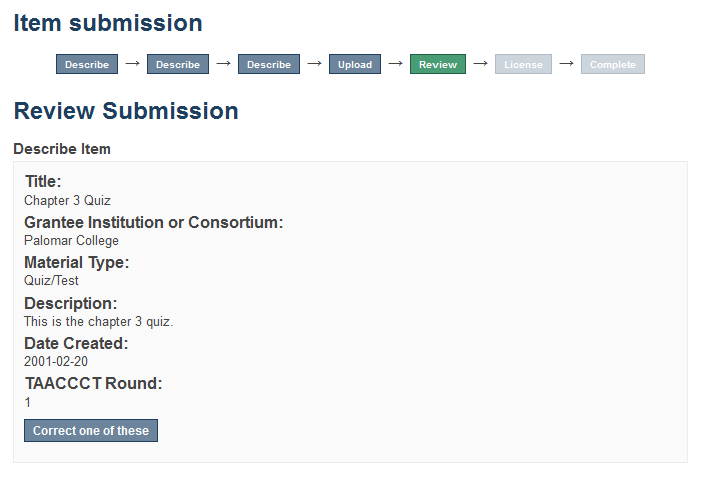 Item submission
Describe → Describe → Describe → Upload → Review → License → Complete
Review Submission
Describe Item
Title:
Chapter 3 Quiz
Grantee Institution or Consortium:
Palomar College
Material Type:
Quiz/Test
Description:
This is the chapter 3 quiz.
Date Created:
2001-02-20
TAACCCT Round:
1
Correct one of these